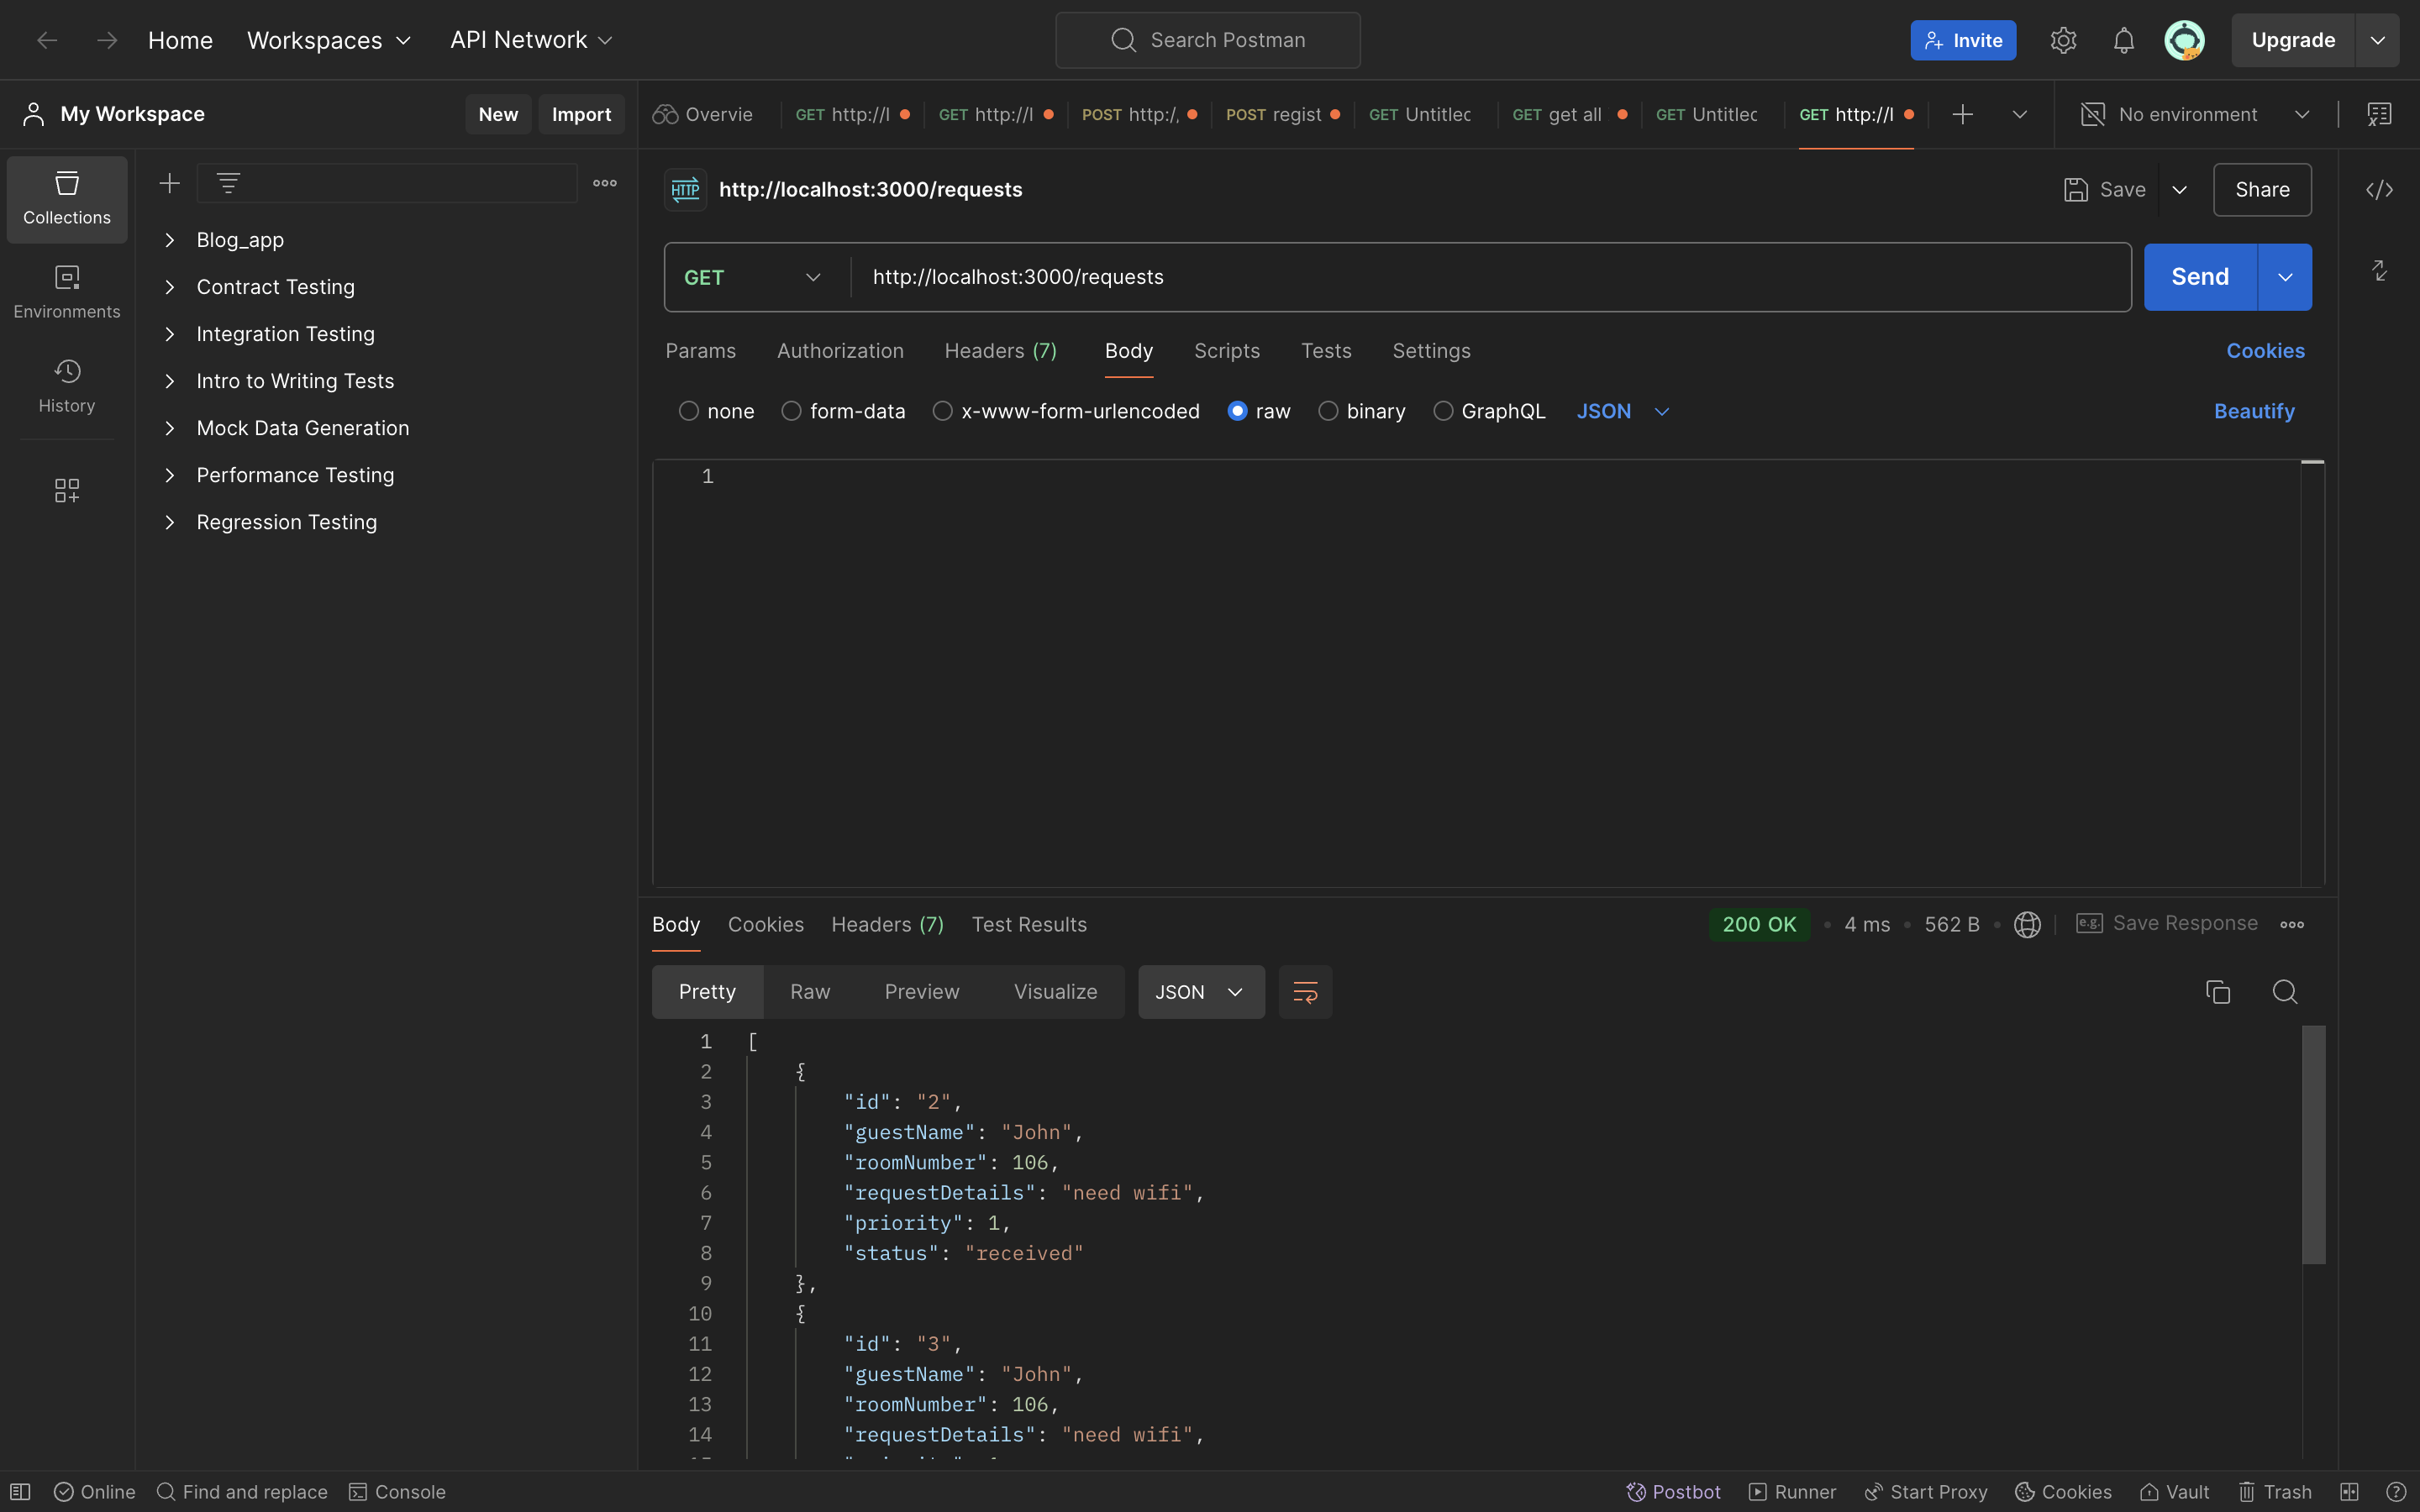 Home Workspaces API Network Search Postman Invite Upgrade
My Workspace New Import Overvie GET http://l GET http://l POST http:/, POST regist GET Untitlec GET get all GET Untitlec GET http://l No environment
Collections
Environments
History
Blog_app
Contract Testing
Integration Testing
Intro to Writing Tests
Mock Data Generation
Performance Testing
Regression Testing
HTTP http://localhost:3000/requests Save Share
GET http://localhost:3000/requests Send
Params Authorization Headers (7) Body Scripts Tests Settings Cookies
none form-data x-www-form-urlencoded raw binary GraphQL JSON Beautify
1
Body Cookies Headers (7) Test Results 200 OK • 4 ms • 562 B • e.g. Save Response
Pretty Raw Preview Visualize JSON
1 [
2 {
3 "id": "2",
4 "guestName": "John",
5 "roomNumber": 106,
6 "requestDetails": "need wifi",
7 "priority": 1,
8 "status": "received"
9 },
10 {
11 "id": "3",
12 "guestName": "John",
13 "roomNumber": 106,
14 "requestDetails": "need wifi",
Online Find and replace Console Postbot Runner Start Proxy Cookies Vault Trash